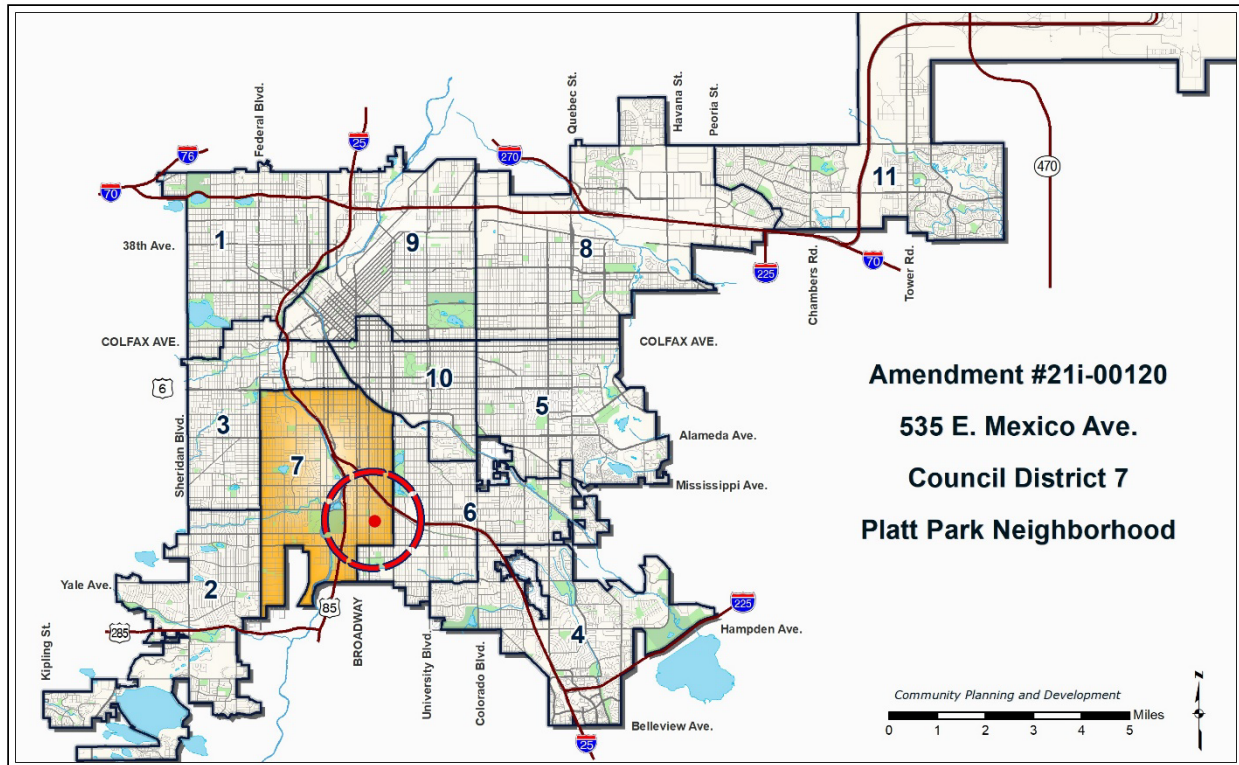 Federal Blvd.
Quebec St.
Havana St.
Peoria St.
76
25
270
70
470
38th Ave.
1
9
8
11
225
70
Chambers Rd.
Tower Rd.
COLFAX AVE.
COLFAX AVE.
6
10
3
5
Sheridan Blvd.
Alameda Ave.
7
Mississippi Ave.
6
Yale Ave.
2
85
BROADWAY
University Blvd.
Colorado Blvd.
4
225
Hampden Ave.
285
Kipling St.
Belleview Ave.
25
Amendment #21i-00120
535 E. Mexico Ave.
Council District 7
Platt Park Neighborhood
Community Planning and Development
Miles
0 1 2 3 4 5
N